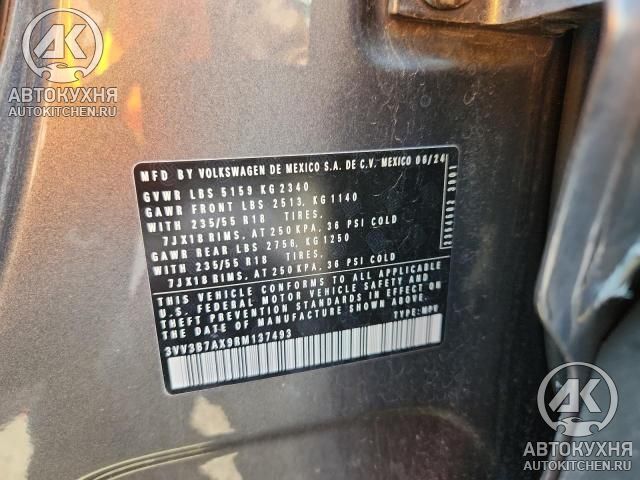 АВТОКУХНЯ
AUTOKITCHEN.RU
MFD BY VOLKSWAGEN DE MEXICO S.A. DE C.V. MEXICO 06/24
GVWR LBS 5159 KG 2340
GAWR FRONT LBS 2513, KG 1140
WITH 235/55 R18 TIRES,
7JX18 RIMS, AT 250 KPA, 36 PSI COLD
GAWR REAR LBS 2756, KG 1250
WITH 235/55 R18 TIRES,
7JX18 RIMS, AT 250 KPA, 36 PSI COLD
THIS VEHICLE CONFORMS TO ALL APPLICABLE
U.S. FEDERAL MOTOR VEHICLE SAFETY AND
THEFT PREVENTION STANDARDS IN EFFECT ON
THE DATE OF MANUFACTURE SHOWN ABOVE.
3VV3B7AX9RM137493 TYPE: MPV
АВТОКУХНЯ
AUTOKITCHEN.RU